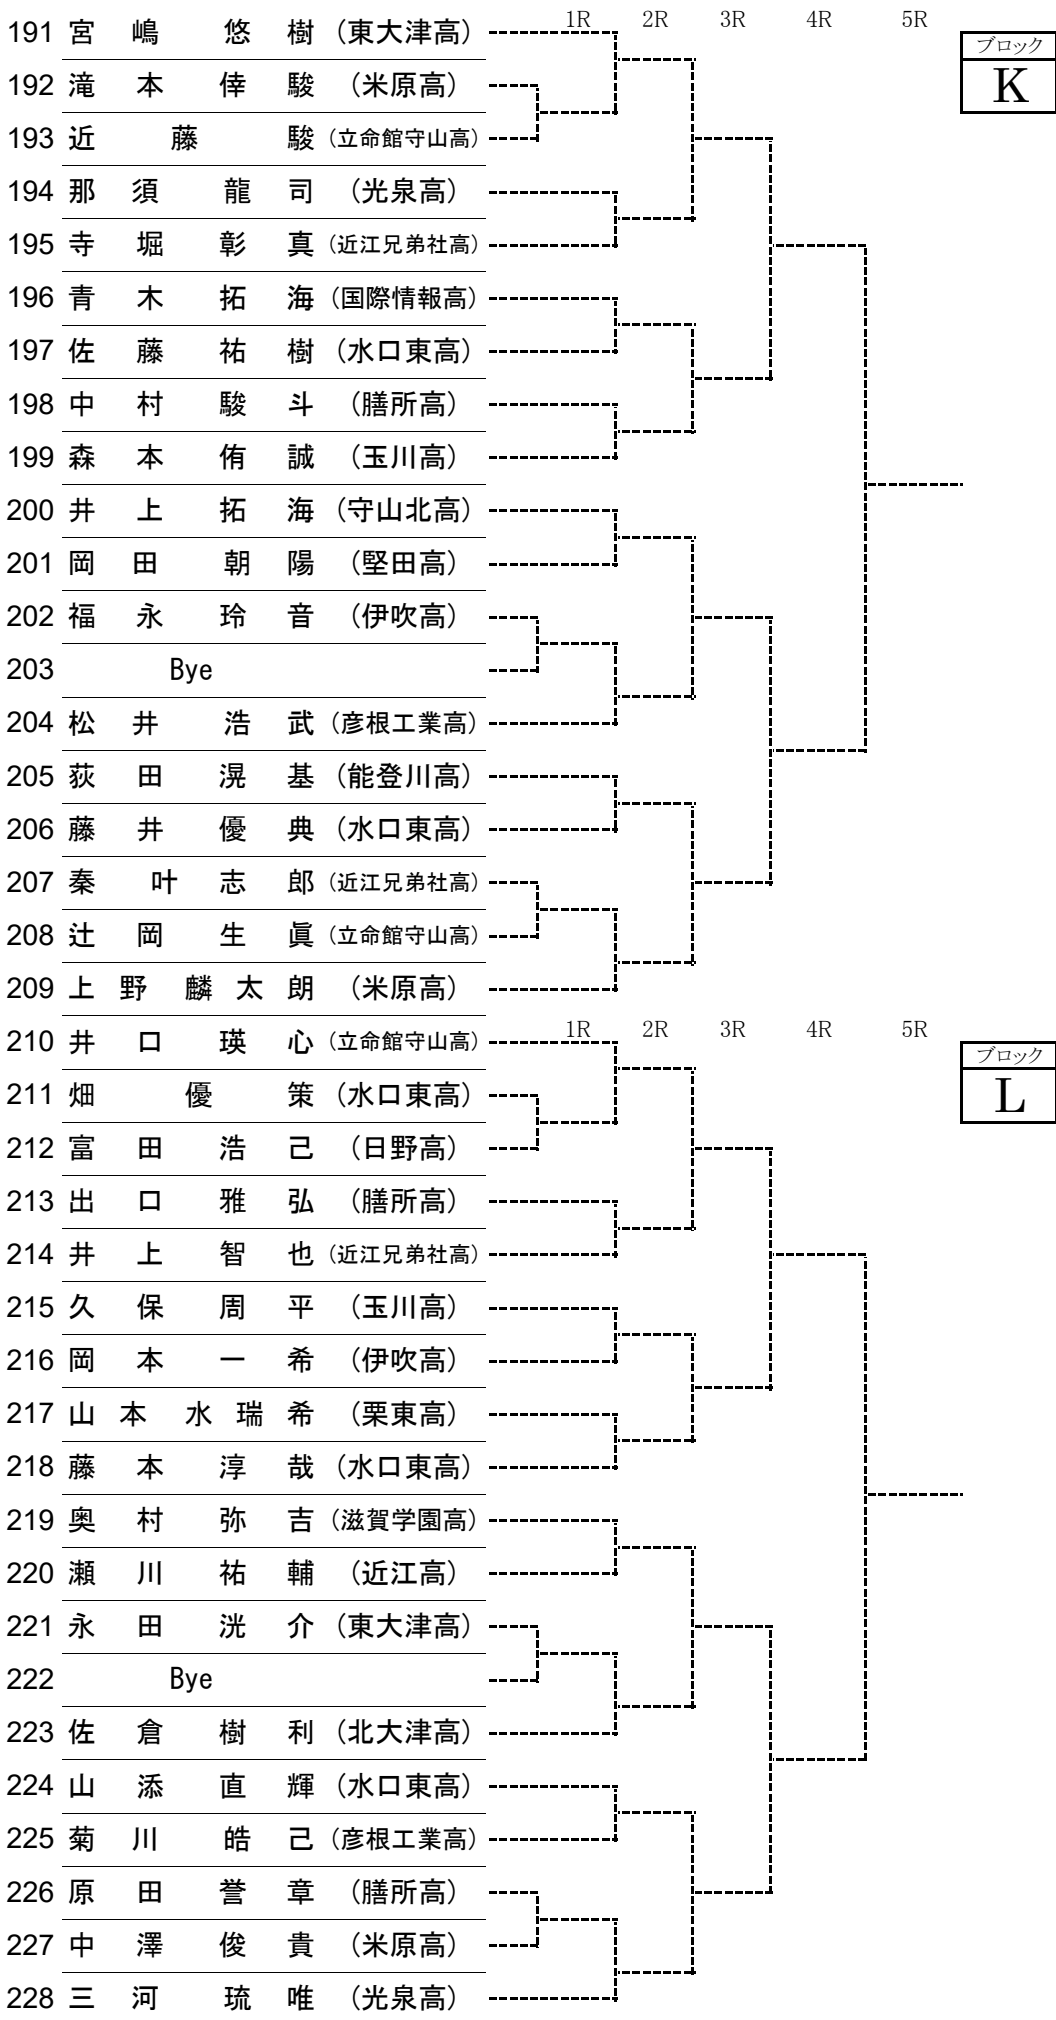 1R 2R 3R 4R 5R
ブロック
K
191 宮嶋 悠樹 (東大津高)
192 滝本 倖駿 (米原高)
193 近藤 駿 (立命館守山高)
194 那須 龍司 (光泉高)
195 寺堀 彰真 (近江兄弟社高)
196 青木 拓海 (国際情報高)
197 佐藤 祐樹 (水口東高)
198 中村 駿斗 (膳所高)
199 森本 侑誠 (玉川高)
200 井上 拓海 (守山北高)
201 岡田 朝陽 (堅田高)
202 福永 玲音 (伊吹高)
203 Bye
204 松井 浩武 (彦根工業高)
205 荻田 滉基 (能登川高)
206 藤井 優典 (水口東高)
207 秦 叶志郎 (近江兄弟社高)
208 辻岡 生眞 (立命館守山高)
209 上野 麟太朗 (米原高)
1R 2R 3R 4R 5R
ブロック
L
210 井口 瑛心 (立命館守山高)
211 畑 優策 (水口東高)
212 富田 浩己 (日野高)
213 出口 雅弘 (膳所高)
214 井上 智也 (近江兄弟社高)
215 久保 周平 (玉川高)
216 岡本 一希 (伊吹高)
217 山本 水瑞希 (栗東高)
218 藤本 淳哉 (水口東高)
219 奥村 弥吉 (滋賀学園高)
220 瀬川 祐輔 (近江高)
221 永田 洸介 (東大津高)
222 Bye
223 佐倉 樹利 (北大津高)
224 山添 直輝 (水口東高)
225 菊川 皓己 (彦根工業高)
226 原田 誉章 (膳所高)
227 中澤 俊貴 (米原高)
228 三河 琉唯 (光泉高)